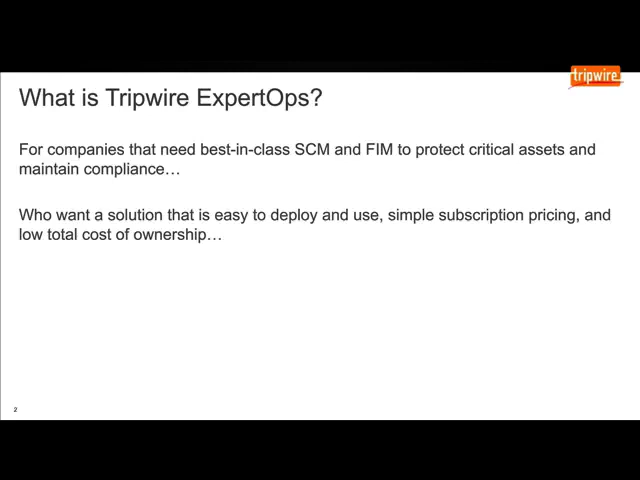 tripwire
What is Tripwire ExpertOps?
For companies that need best-in-class SCM and FIM to protect critical assets and
maintain compliance…
Who want a solution that is easy to deploy and use, simple subscription pricing, and
low total cost of ownership…
2